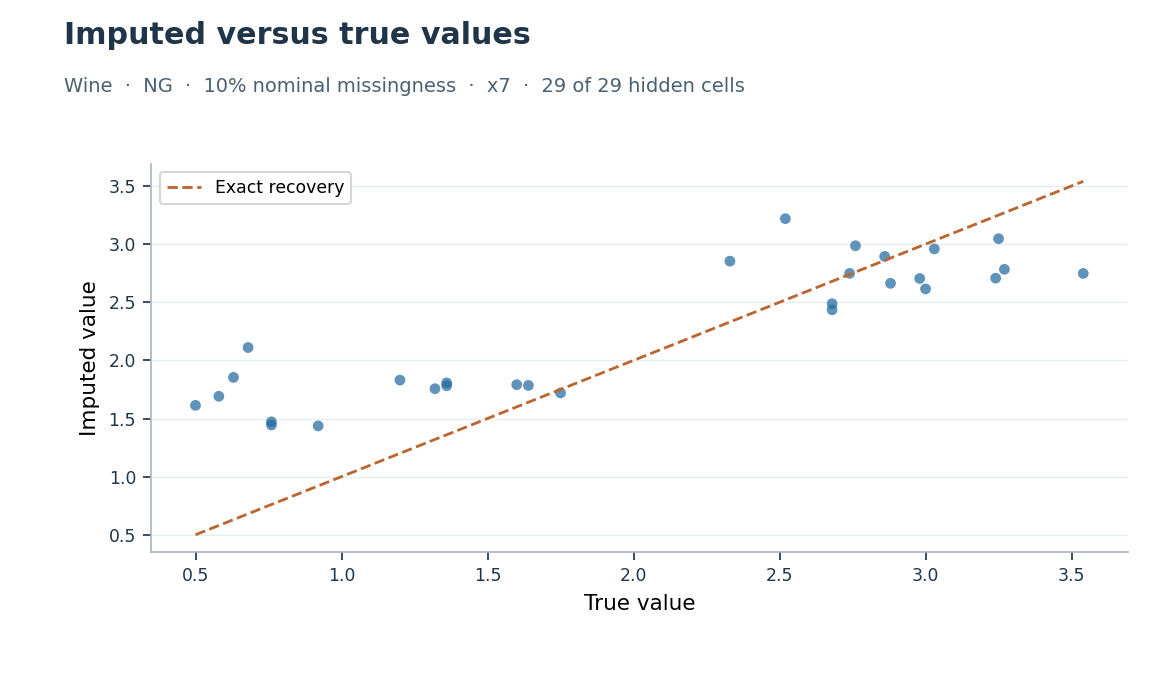 Imputed versus true values
Wine · NG · 10% nominal missingness · x7 · 29 of 29 hidden cells
Exact recovery
3.5
3.0
2.5
2.0
1.5
1.0
0.5
Imputed value
0.5 1.0 1.5 2.0 2.5 3.0 3.5
True value